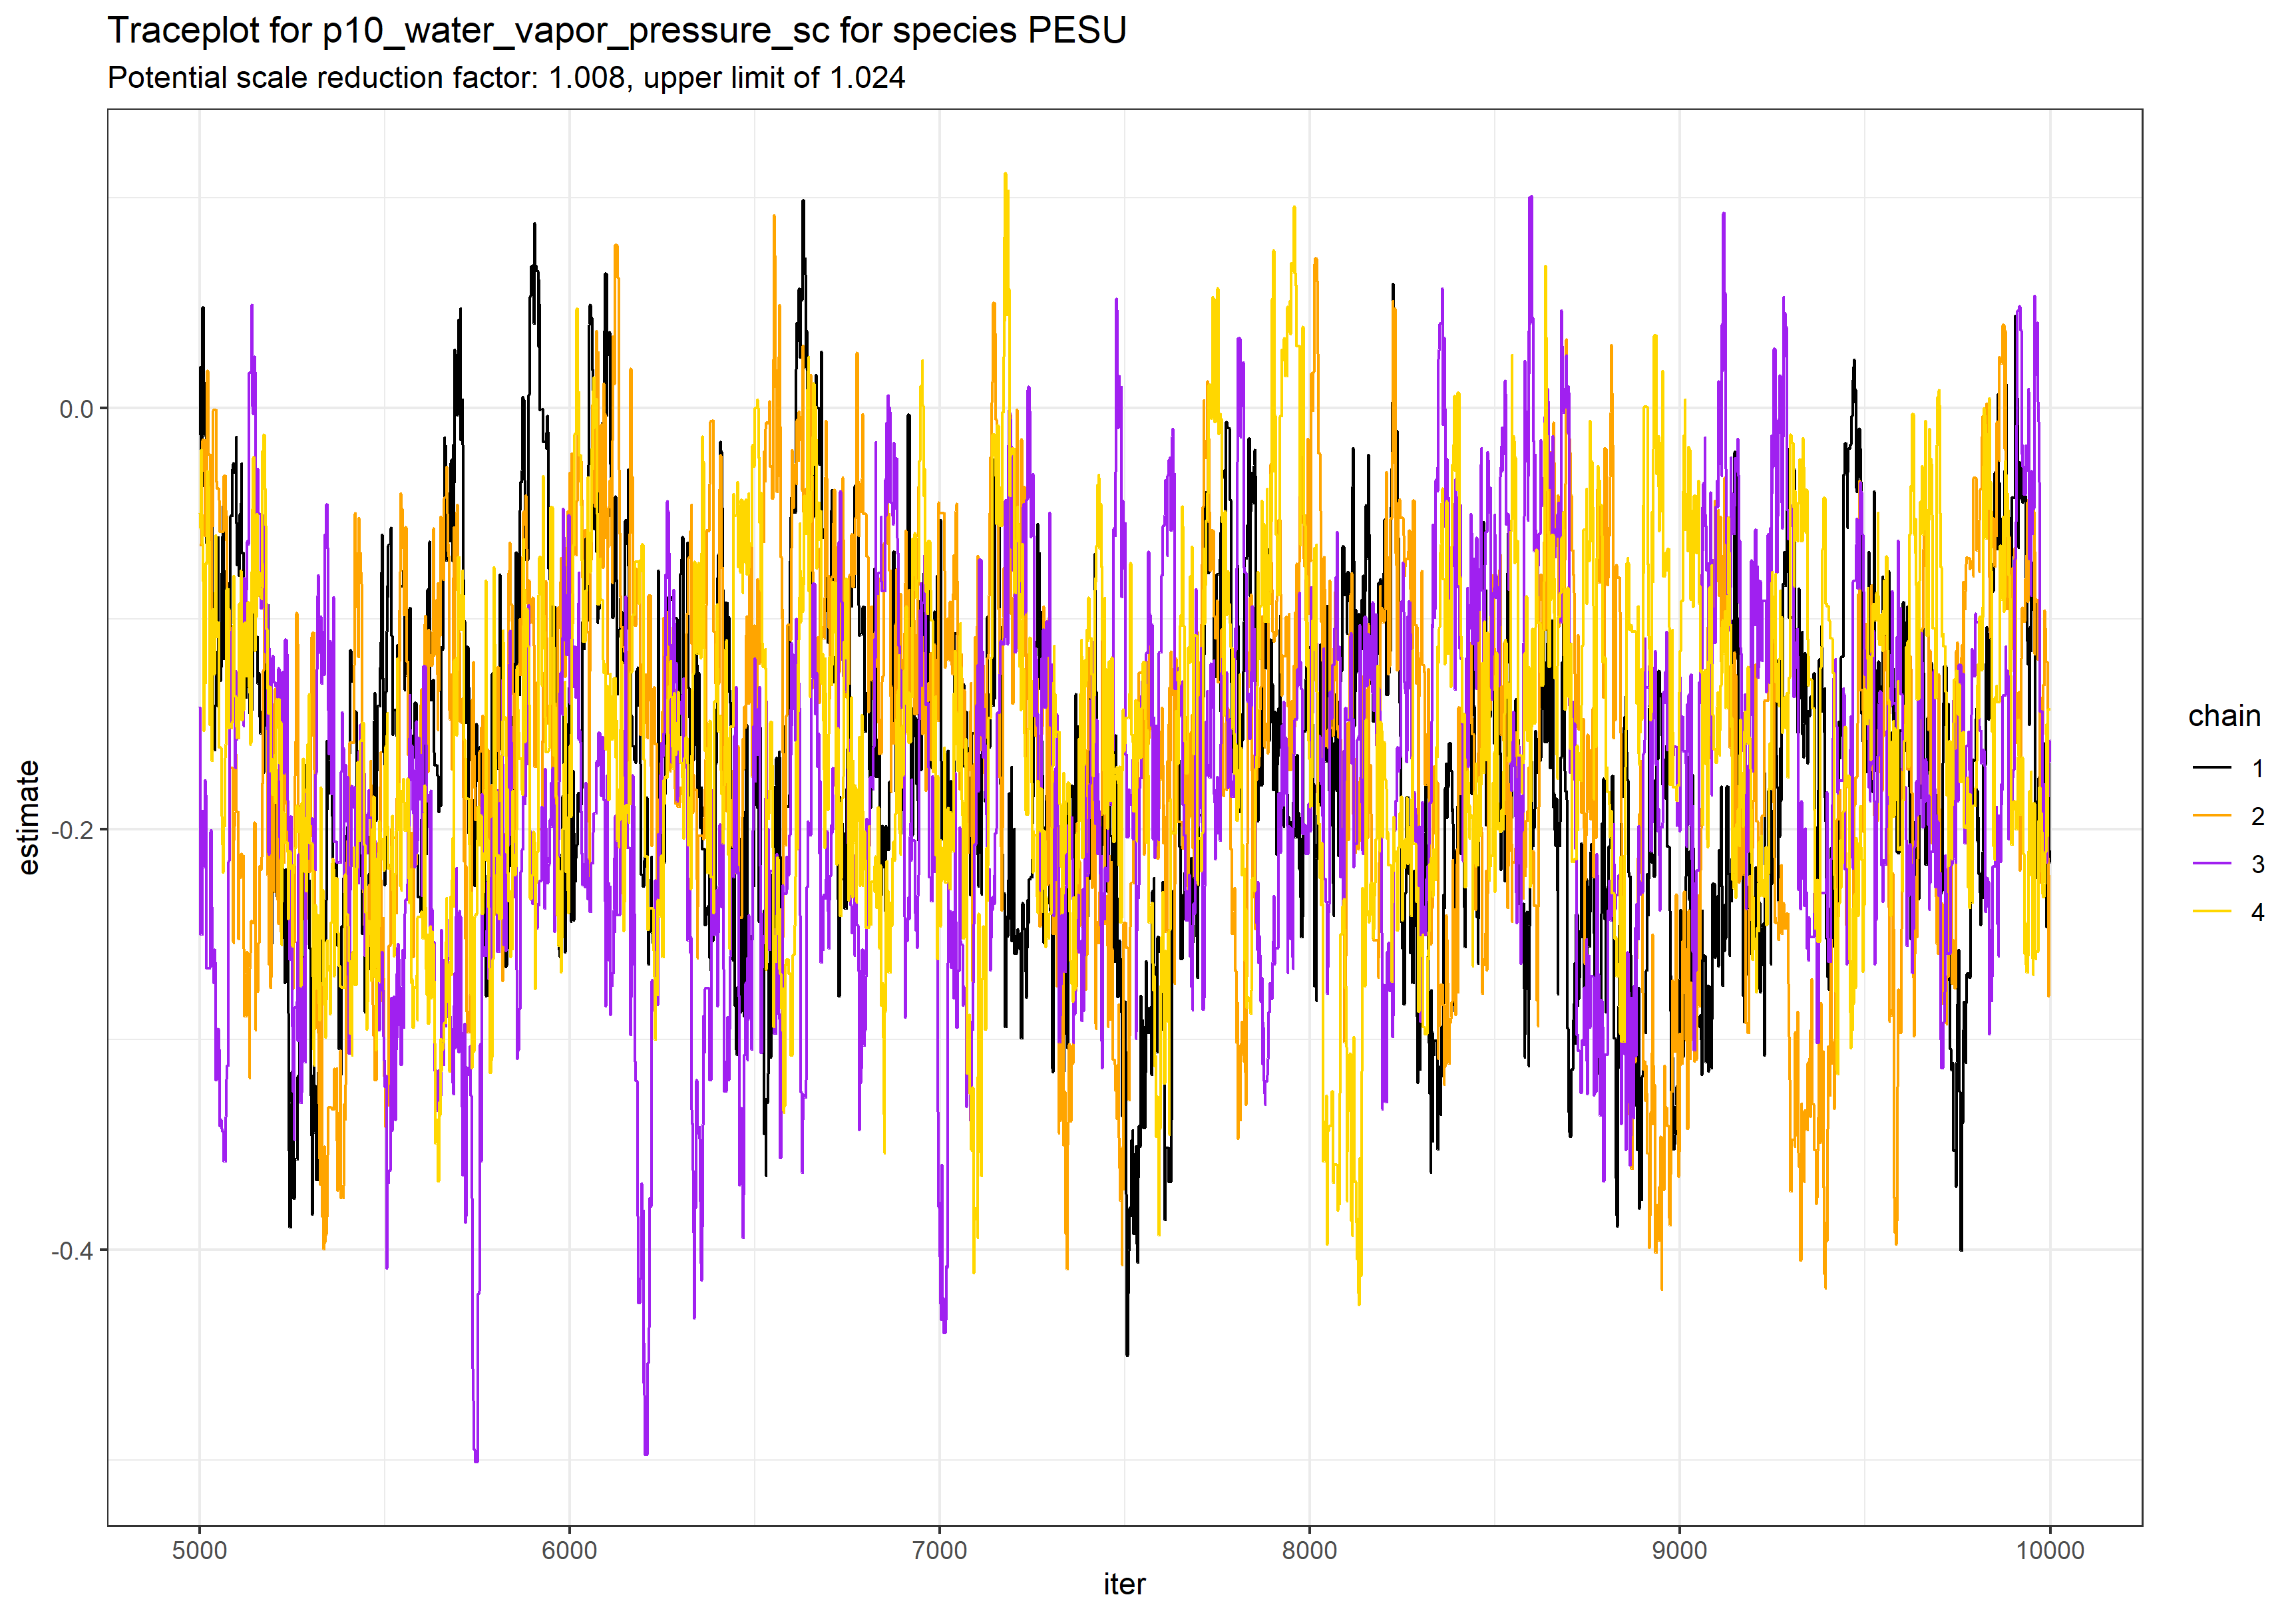 Traceplot for p10_water_vapor_pressure_sc for species PESU
Potential scale reduction factor: 1.008, upper limit of 1.024
0.0
-0.2
-0.4
estimate
5000 6000 7000 8000 9000 10000
iter
chain
1
2
3
4